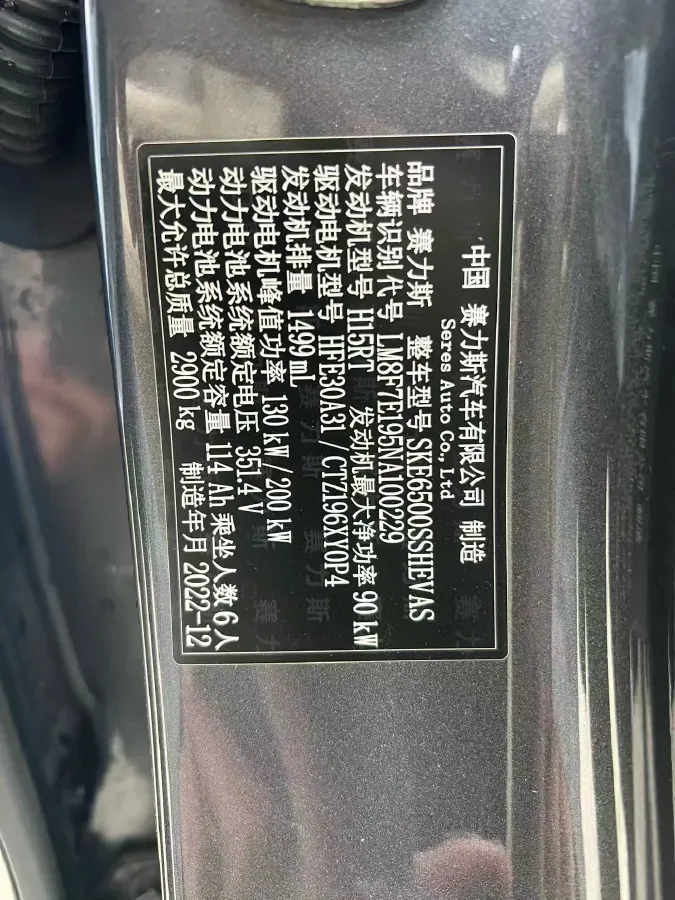 中国 赛力斯汽车有限公司 制造
Seres Auto Co., Ltd
品牌 赛力斯 整车型号 SKE6500SSHEVAS
车辆识别代号 LM8F7E195NA100229
发动机型号 H15RT 发动机最大净功率 90 kW
驱动电机型号 HFE30A31 / CTZ196XY0P4
发动机排量 1499 mL
驱动电机峰值功率 130 kW / 200 kW
动力电池系统额定电压 351.4 V
动力电池系统额定容量 114 Ah 乘坐人数 6 人
最大允许总质量 2900 kg 制造年月 2022-12